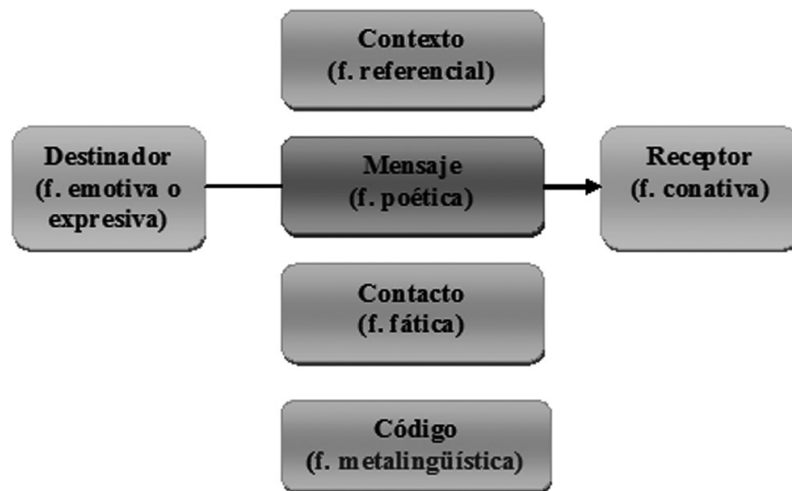 Contexto
(f. referencial)
Destinador
(f. emotiva o
expresiva)
Mensaje
(f. poética)
Receptor
(f. conativa)
Contacto
(f. fática)
Código
(f. metalingüística)